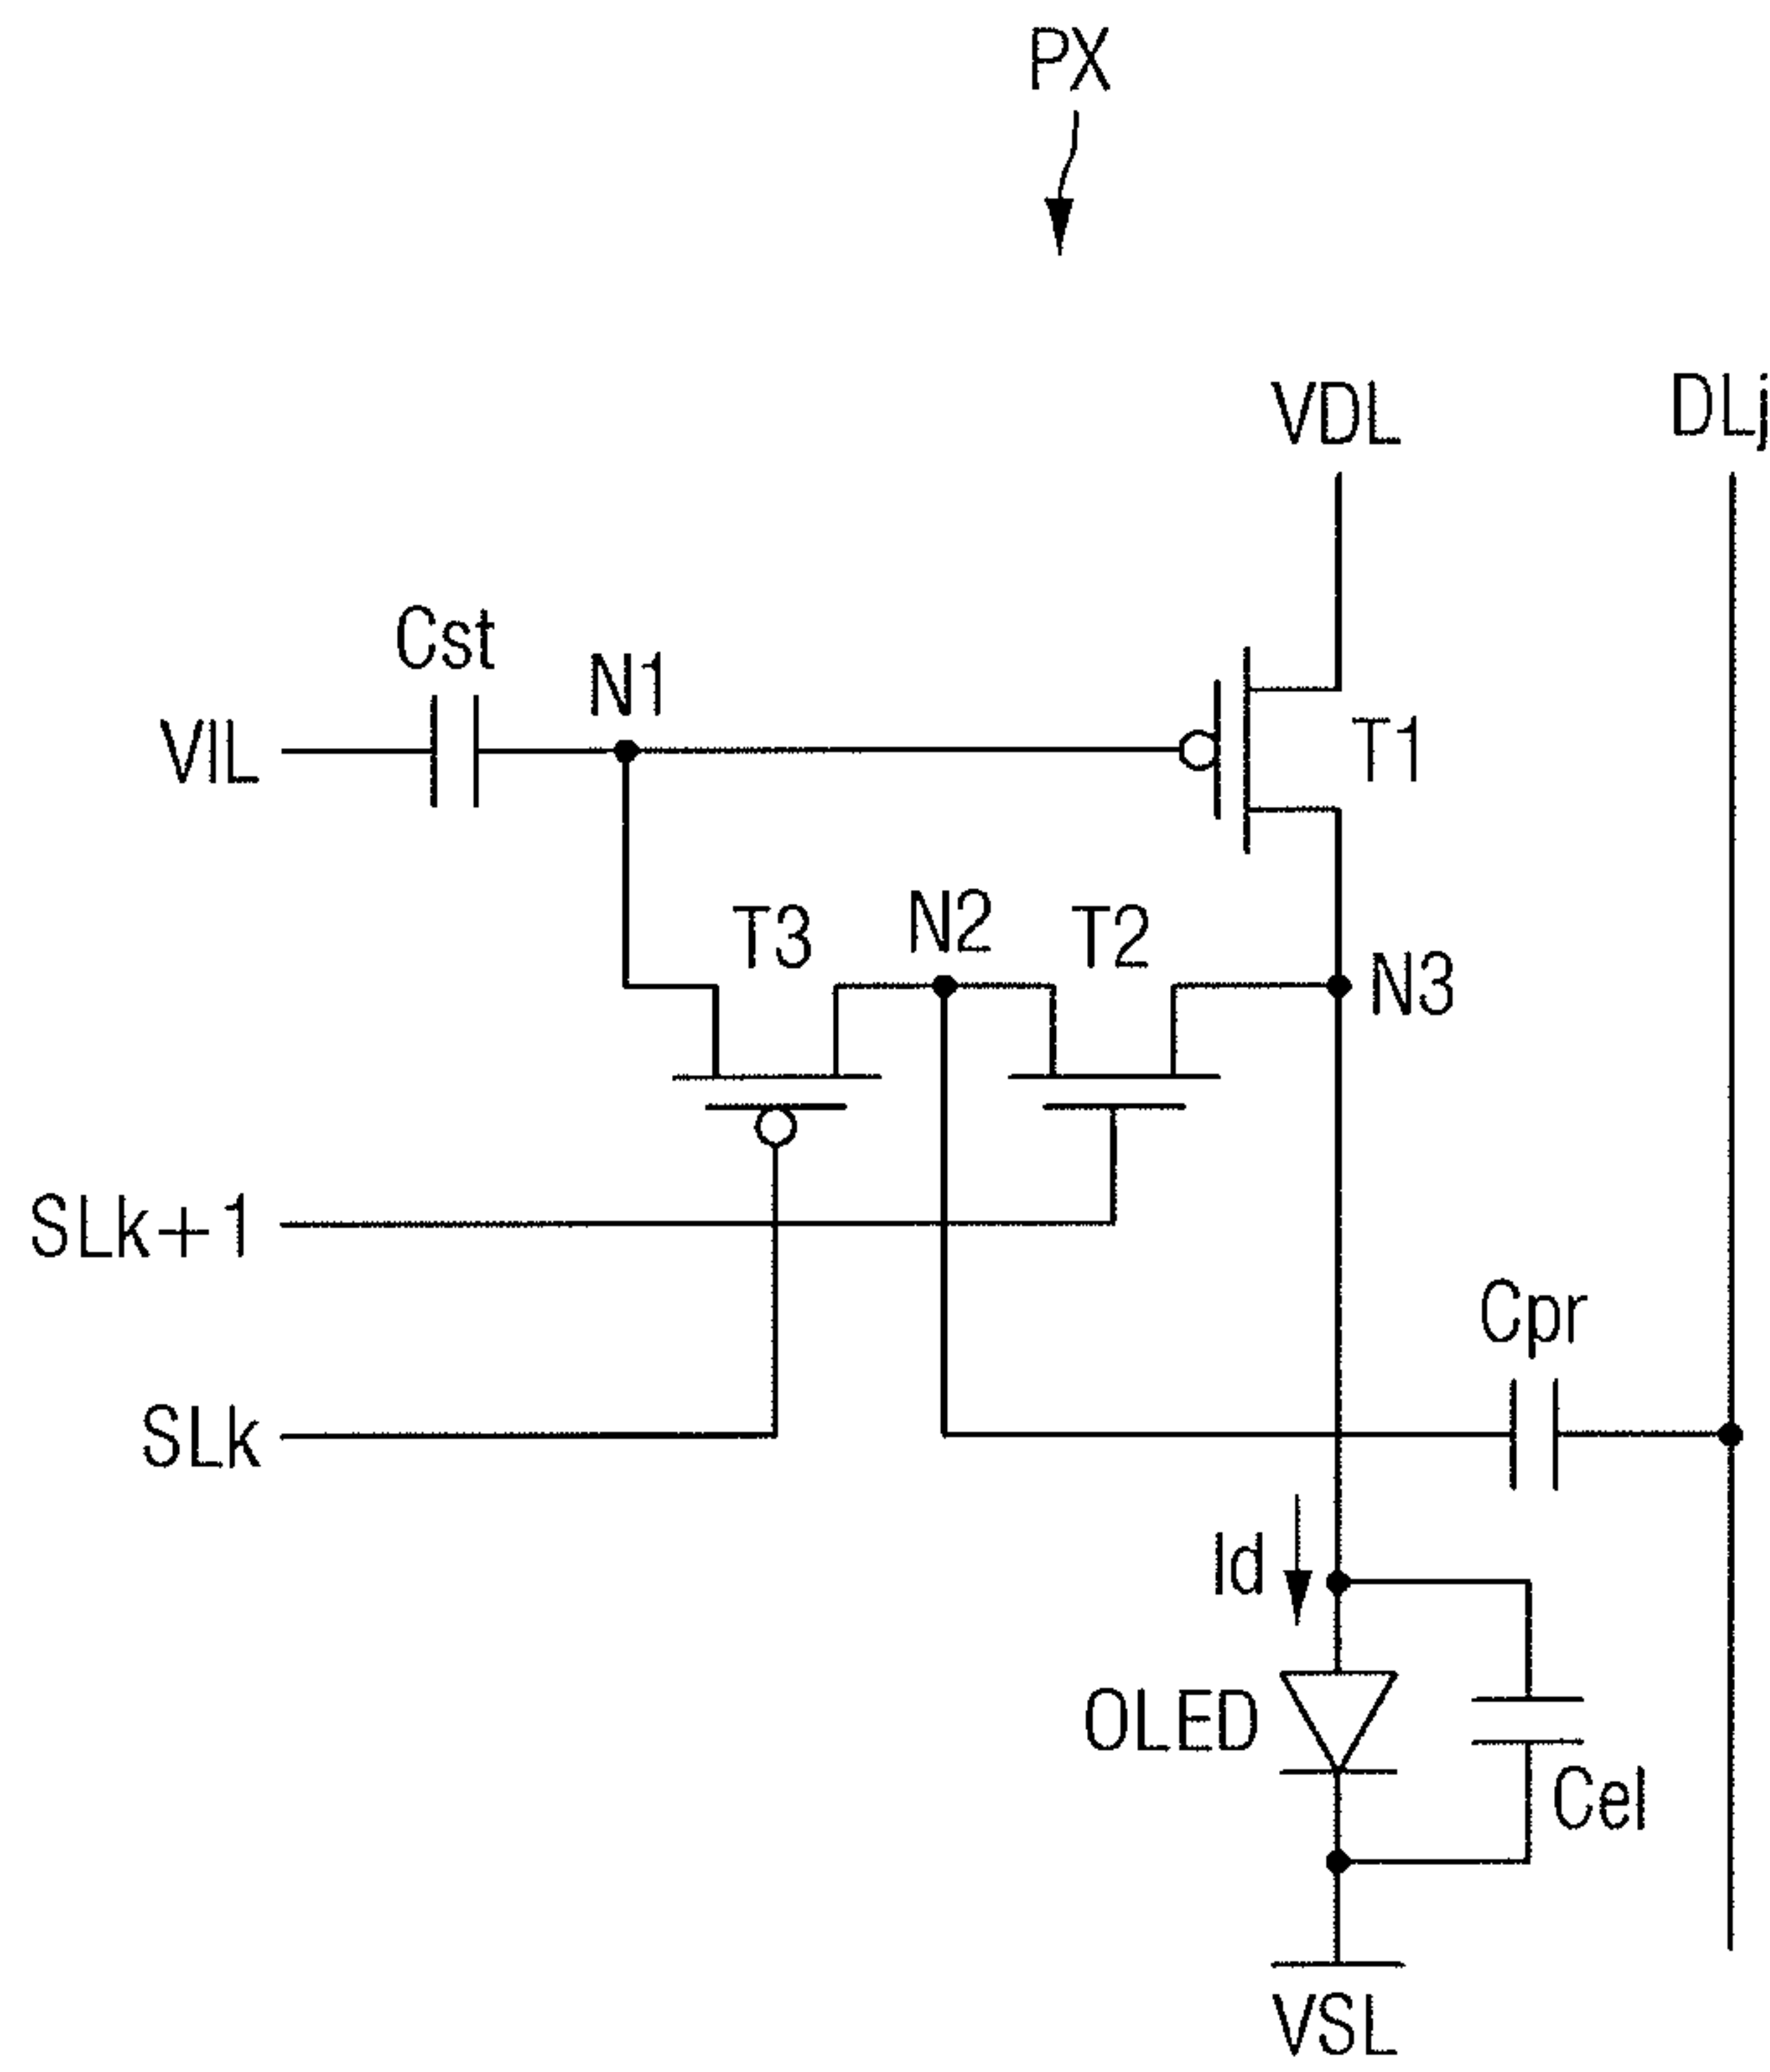 PX
VDL
DLj
Cst
N1
VIL
T1
T3
N2
T2
N3
SLk+1
Cpr
SLk
Id
OLED
Cel
VSL